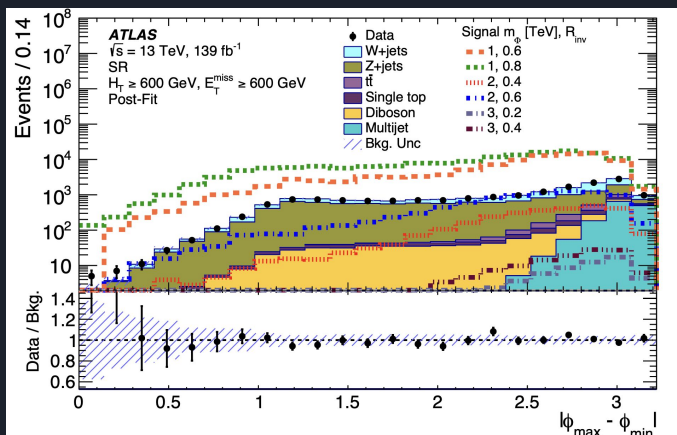 ATLAS
√s = 13 TeV, 139 fb⁻¹
SR
H_T ≥ 600 GeV, E_T^miss ≥ 600 GeV
Post-Fit
Data
W+jets
Z+jets
tt̄
Single top
Diboson
Multijet
Bkg. Unc
Signal m_Φ [TeV], R_inv
1, 0.6
1, 0.8
2, 0.4
2, 0.6
3, 0.2
3, 0.4
Events / 0.14
10⁸
10⁷
10⁶
10⁵
10⁴
10³
10²
10
Data / Bkg.
1.4
1.2
1
0.8
0.6
0 0.5 1 1.5 2 2.5 3
|ϕ_max - ϕ_min|